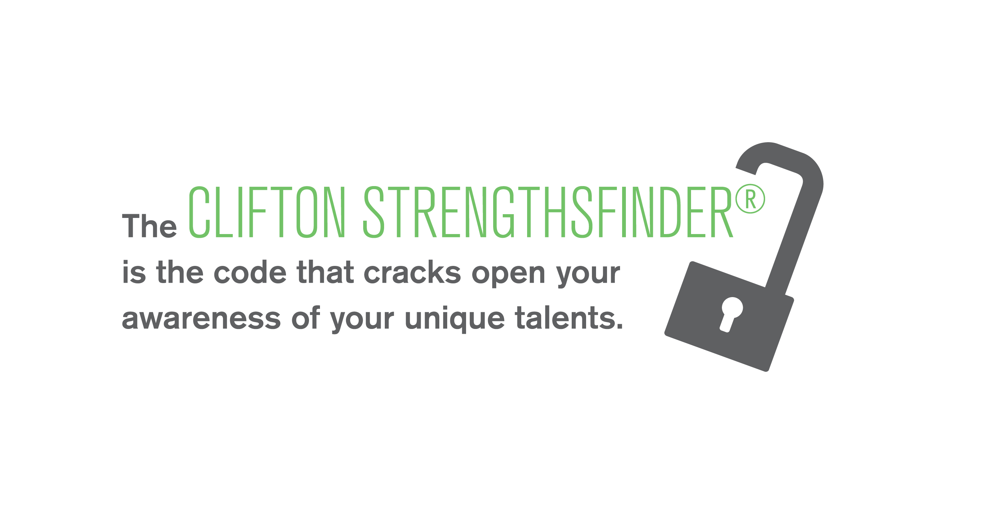 The CLIFTON STRENGTHSFINDER®
is the code that cracks open your
awareness of your unique talents.